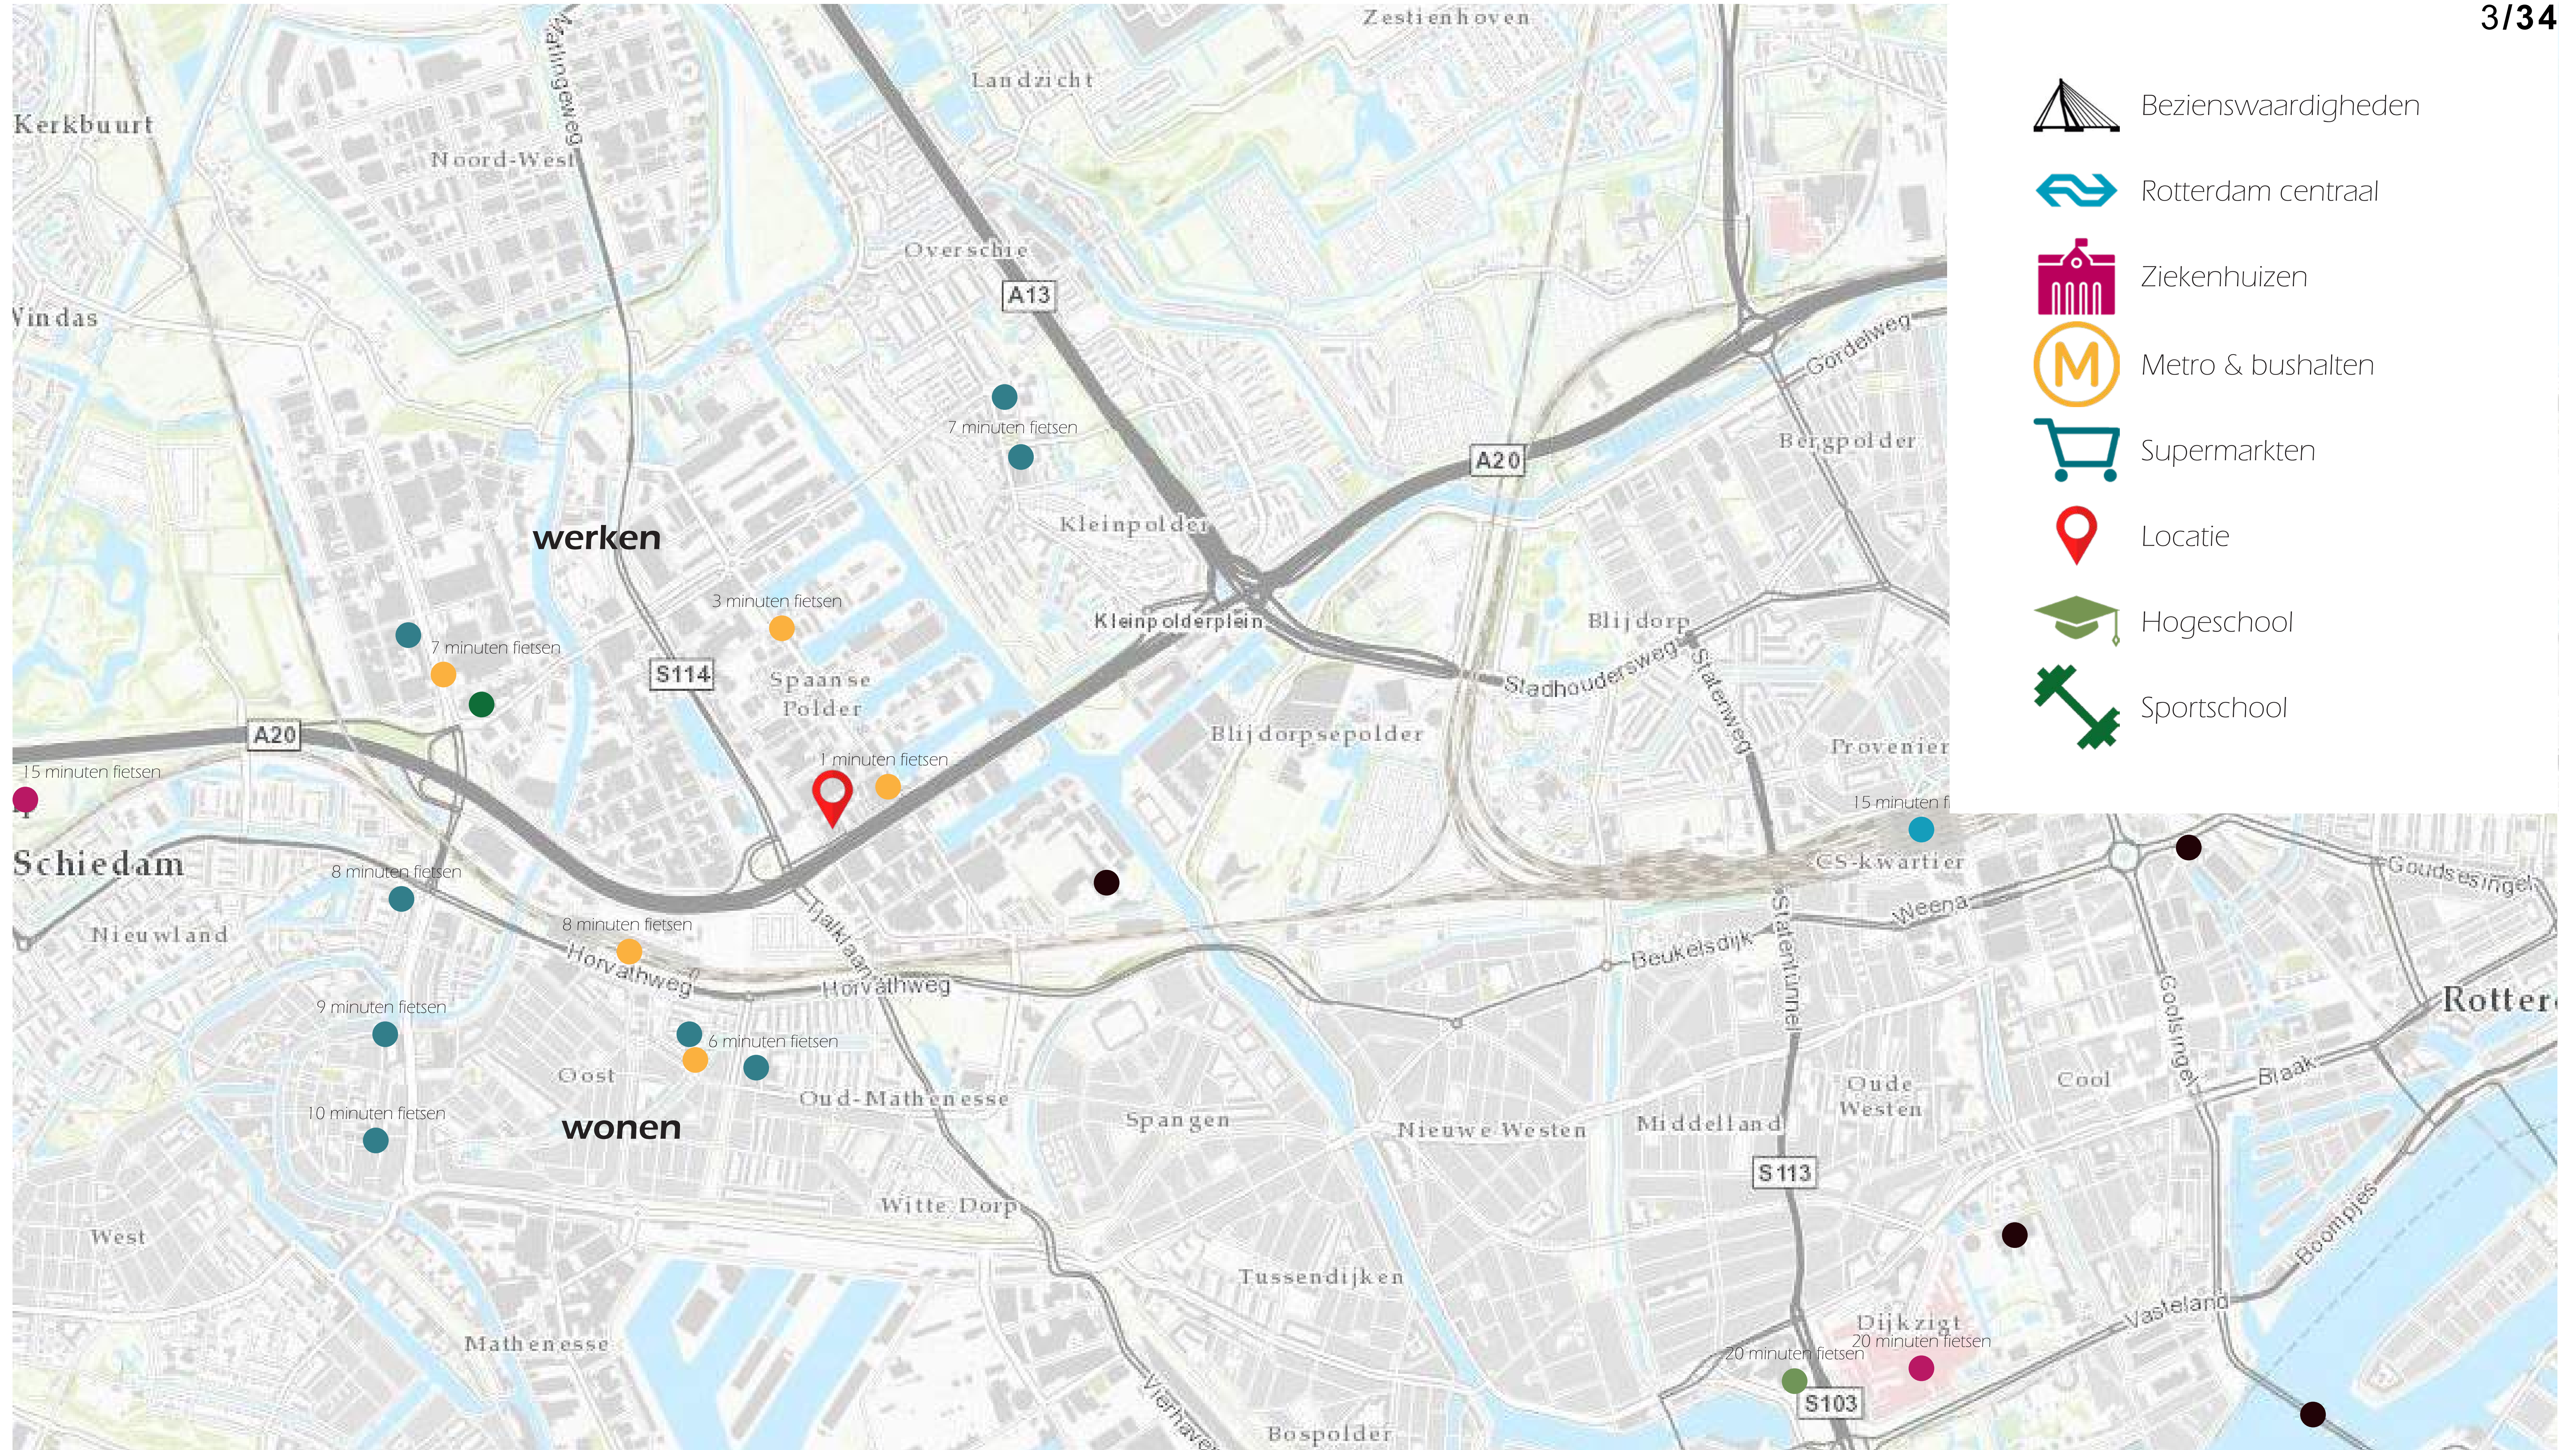 3/34
Bezienswaardigheden
Rotterdam centraal
Ziekenhuizen
M
Metro & bushalten
Supermarkten
Locatie
Hogeschool
Sportschool
Zestienhoven
Matlingeweg
Landzicht
Kerkbuurt
Noord-West
Overschie
A13
Vindas
Gordelweg
7 minuten fietsen
Bergpolder
A20
Kleinpolder
werken
3 minuten fietsen
Kleinpolderplein
Blijdorp
7 minuten fietsen
S114
Spaanse
Polder
Stadhoudersweg
Statenweg
A20
Blijdorpsepolder
Provenier
1 minuten fietsen
15 minuten fietsen
15 minuten f
Schiedam
CS-kwartier
8 minuten fietsen
Goudsesingel
Weena
Tjalklaan
8 minuten fietsen
Nieuwland
Beukelsdijk
Statentunnel
Horvathweg
Horvathweg
Coolsingel
Rotter
9 minuten fietsen
6 minuten fietsen
Oost
Blaak
Cool
Oude
Westen
Oud-Mathenesse
10 minuten fietsen
wonen
Spangen
Nieuwe Westen
Middelland
S113
Witte Dorp
West
Boompjes
Tussendijken
Vasteland
Dijkzigt
Mathenesse
20 minuten fietsen
20 minuten fietsen
S103
Vierhave
Bospolder